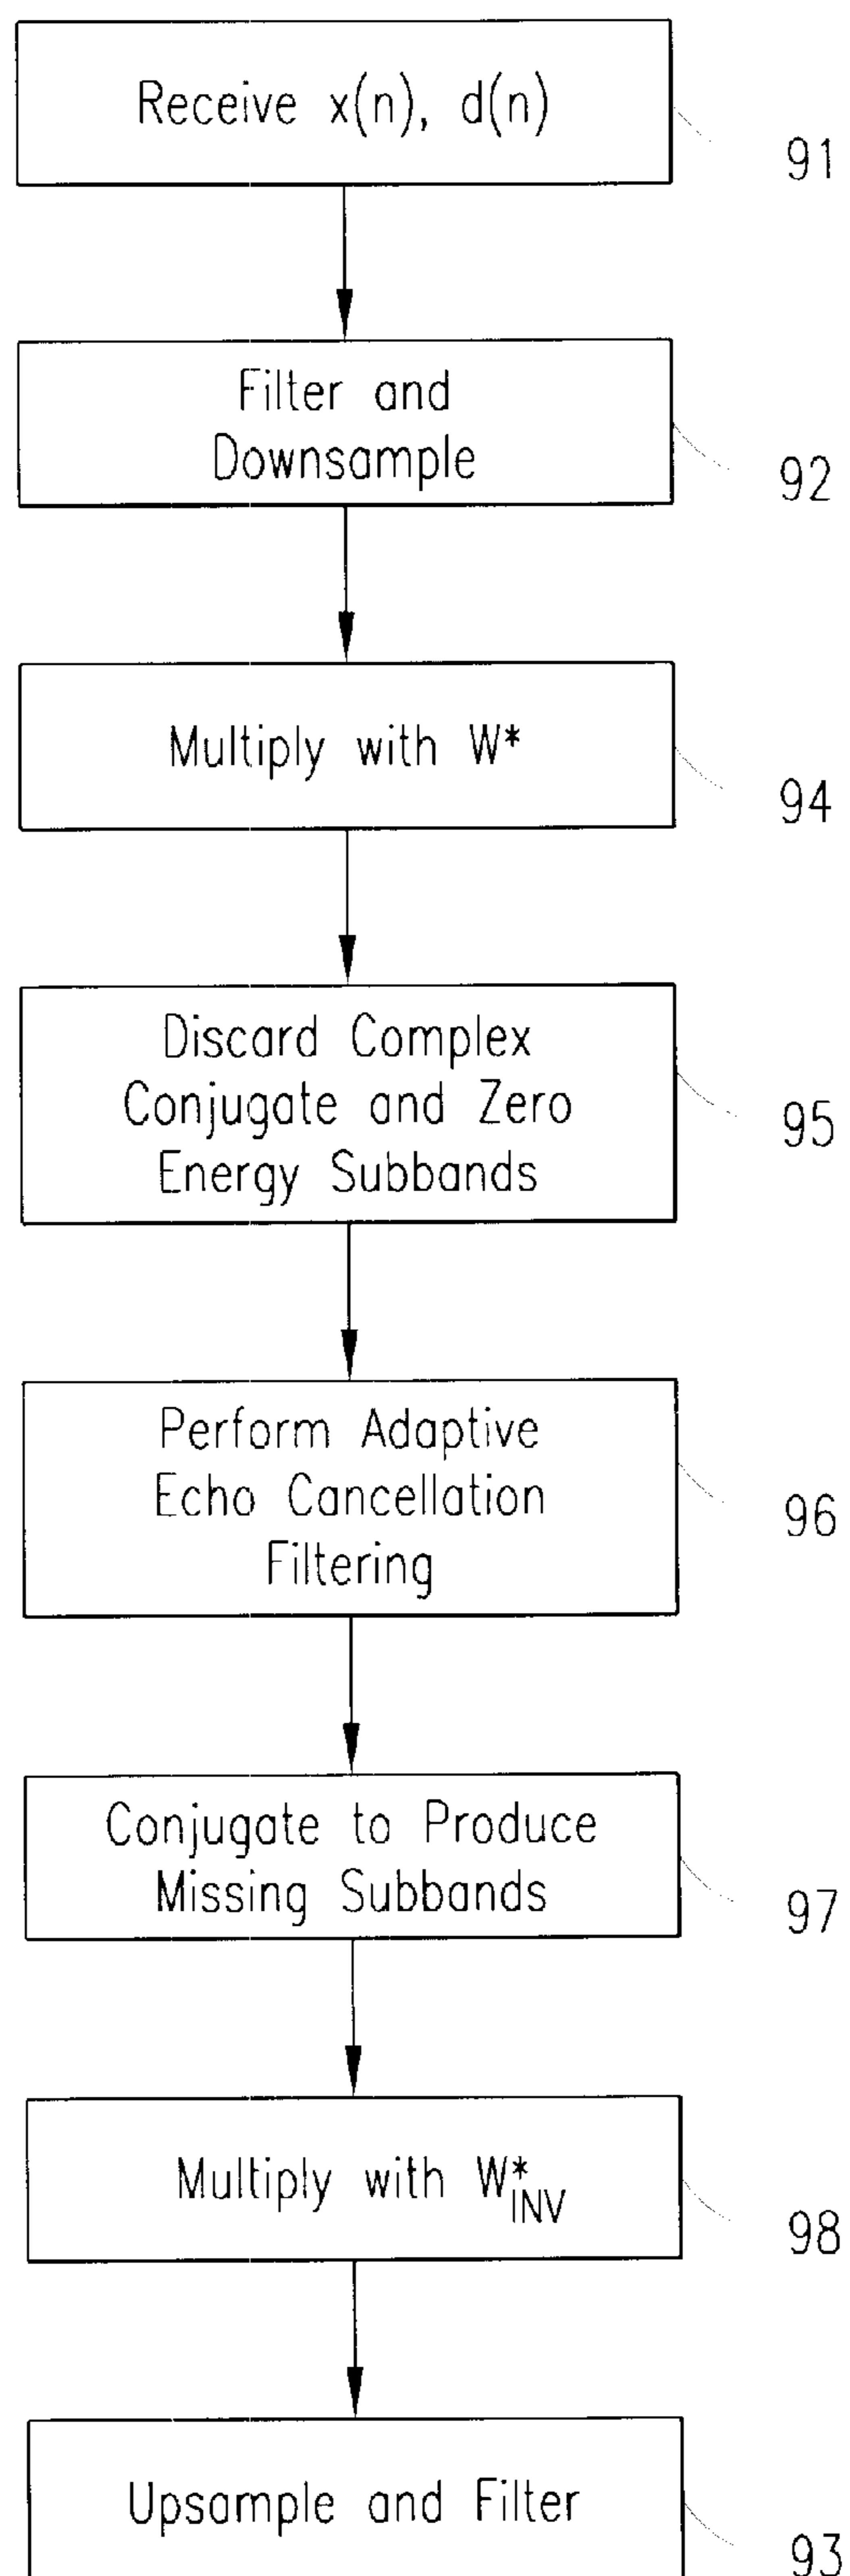 Receive x(n), d(n)
91
Filter and
Downsample
92
Multiply with W*
94
Discard Complex
Conjugate and Zero
Energy Subbands
95
Perform Adaptive
Echo Cancellation
Filtering
96
Conjugate to Produce
Missing Subbands
97
Multiply with W*INV
98
Upsample and Filter
93